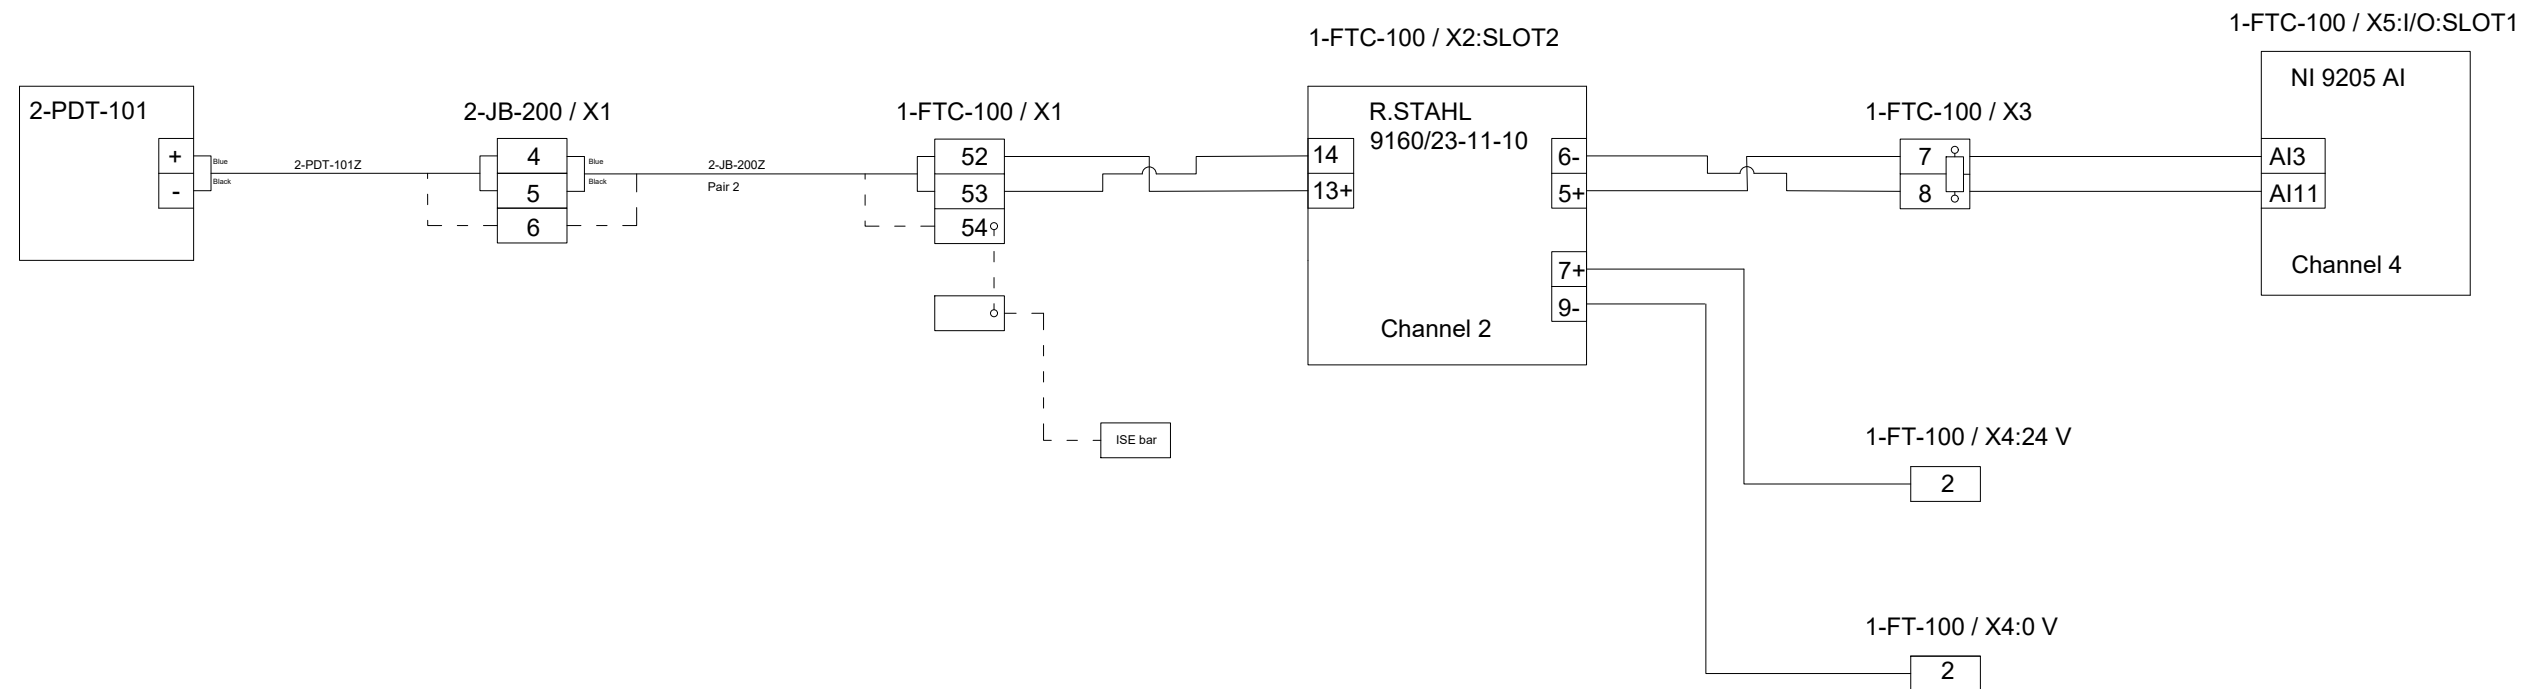 1-FTC-100 / X5:I/O:SLOT1
1-FTC-100 / X2:SLOT2
NI 9205 AI
2-PDT-101
2-JB-200 / X1
1-FTC-100 / X1
R.STAHL
9160/23-11-10
1-FTC-100 / X3
+
Blue
2-PDT-101Z
4
Blue
2-JB-200Z
52
14
6-
7
AI3
-
Black
5
Black
Pair 2
53
13+
5+
8
AI11
6
54
7+
Channel 4
9-
Channel 2
ISE bar
1-FT-100 / X4:24 V
2
1-FT-100 / X4:0 V
2